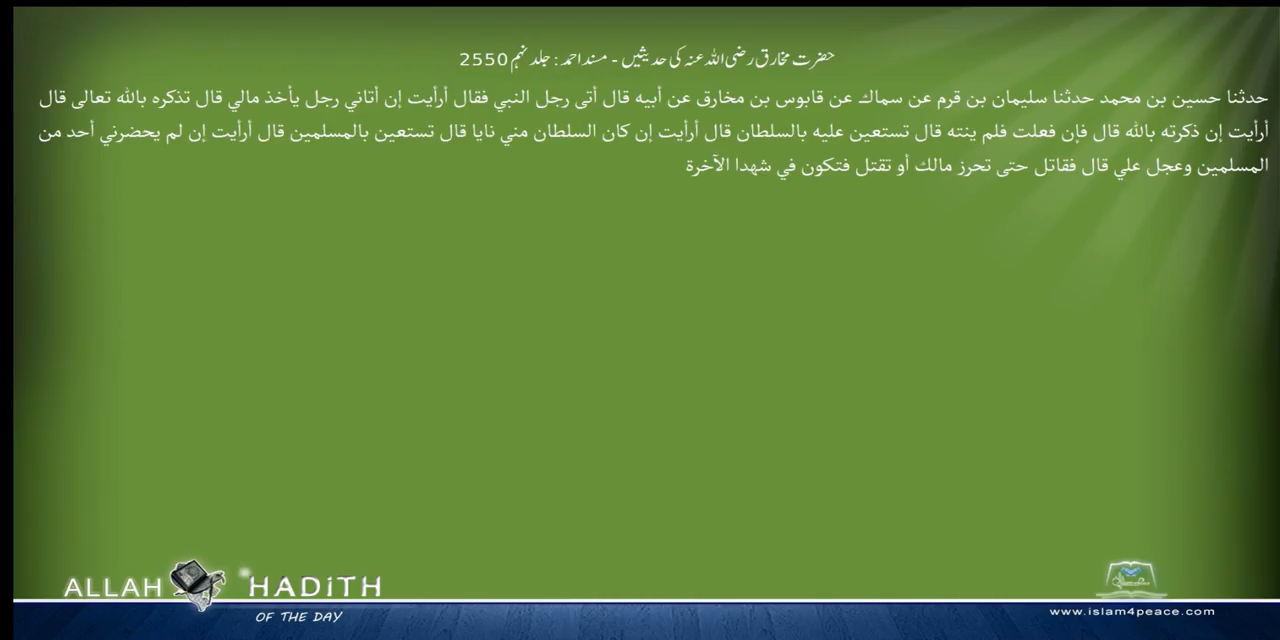 حضرت مخارق رضی اللہ عنہ کی حدیثیں - مسند احمد : جلد نہم 2550
حدثنا حسين بن محمد حدثنا سليمان بن قرم عن سماك عن قابوس بن مخارق عن أبيه قال أتى رجل النبي فقال أرأيت إن أتاني رجل يأخذ مالي قال تذكره بالله تعالى قال
أرأيت إن ذكرته بالله قال فإن فعلت فلم ينته قال تستعين عليه بالسلطان قال أرأيت إن كان السلطان مني نايا قال تستعين بالمسلمين قال أرأيت إن لم يحضرني أحد من
المسلمين وعجل علي قال فقاتل حتى تحرز مالك أو تقتل فتكون في شهدا الآخرة
ALLAH HADITH
OF THE DAY
www.islam4peace.com